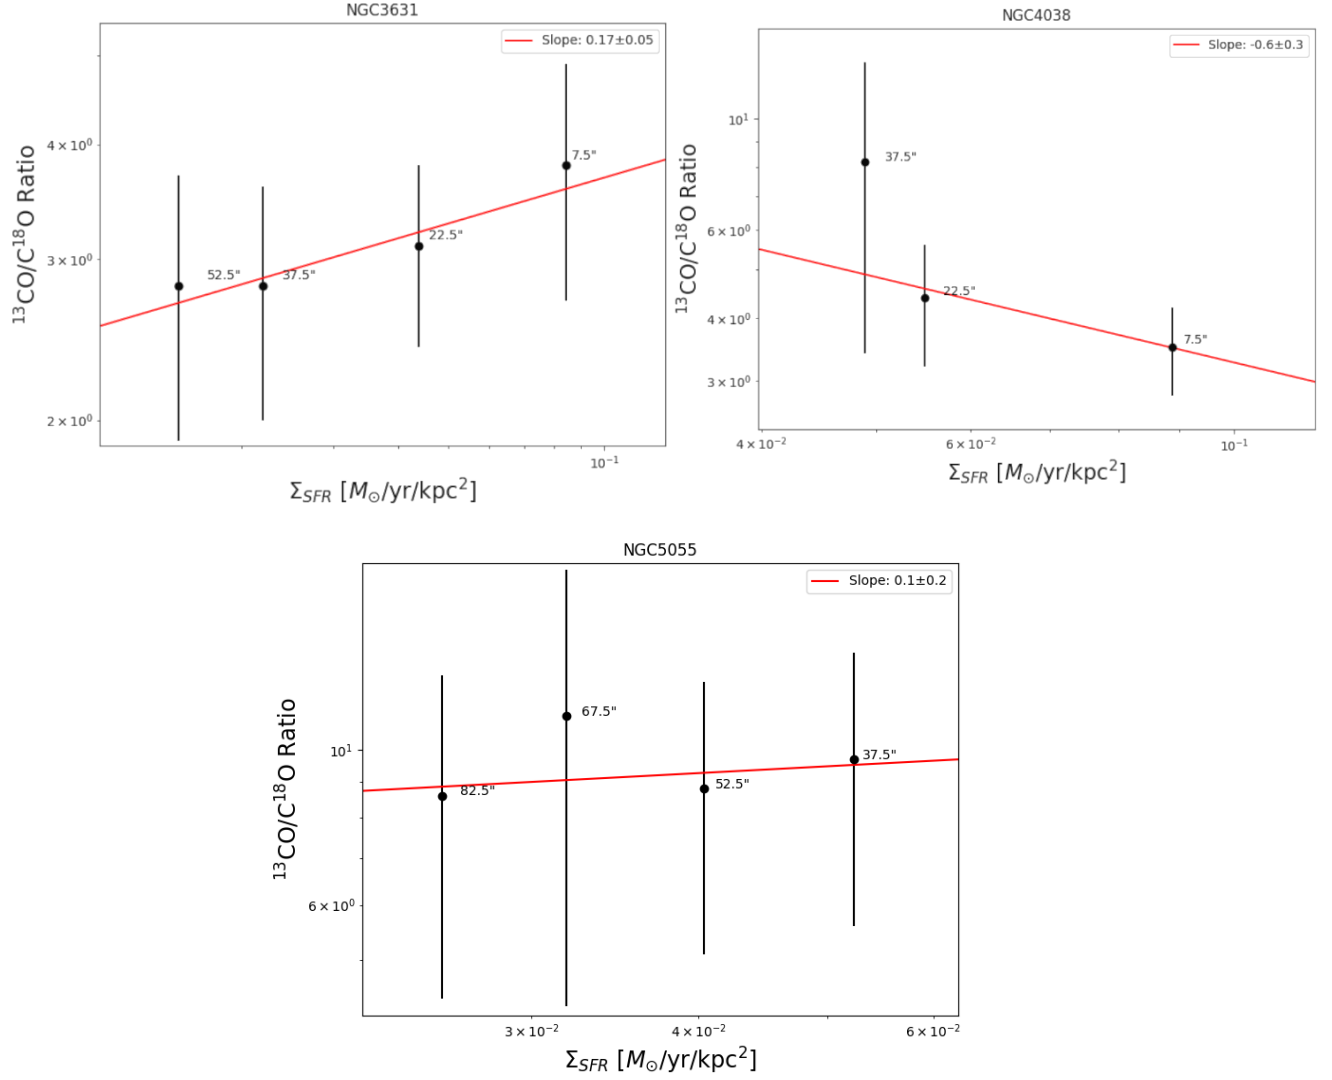 NGC3631
Slope: 0.17±0.05
4 × 10⁰
3 × 10⁰
2 × 10⁰
¹³CO/C¹⁸O Ratio
7.5"
22.5"
52.5"
37.5"
10⁻¹
Σ_SFR [M_⊙/yr/kpc²]
NGC4038
Slope: -0.6±0.3
10¹
6 × 10⁰
4 × 10⁰
3 × 10⁰
¹³CO/C¹⁸O Ratio
37.5"
22.5"
7.5"
4 × 10⁻²
6 × 10⁻²
10⁻¹
Σ_SFR [M_⊙/yr/kpc²]
NGC5055
Slope: 0.1±0.2
10¹
6 × 10⁰
¹³CO/C¹⁸O Ratio
67.5"
37.5"
82.5"
52.5"
3 × 10⁻²
4 × 10⁻²
6 × 10⁻²
Σ_SFR [M_⊙/yr/kpc²]